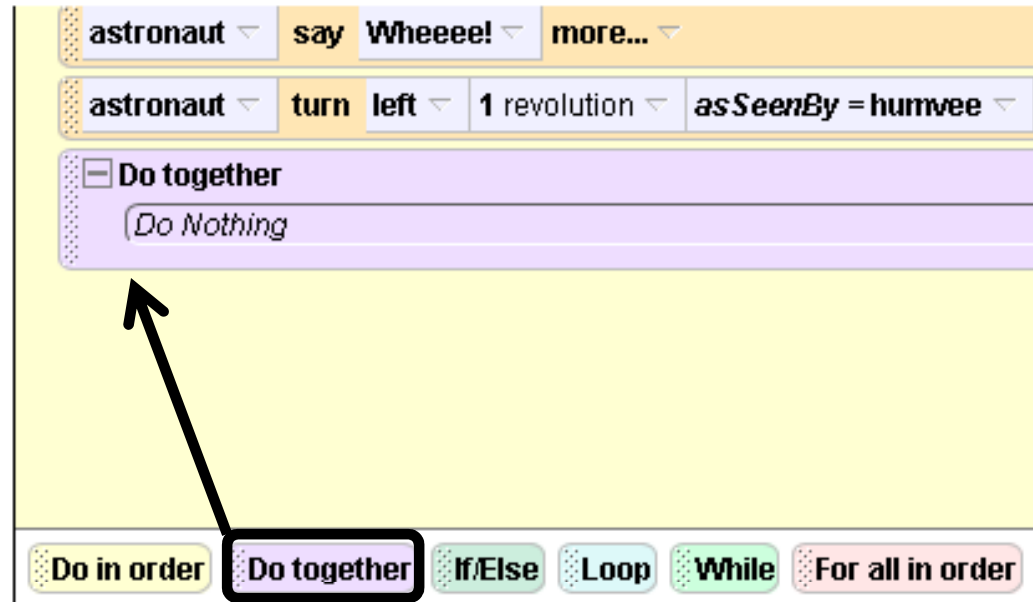 astronaut say Wheeee! more...
astronaut turn left 1 revolution asSeenBy = humvee
Do together
Do Nothing
Do in order Do together If/Else Loop While For all in order